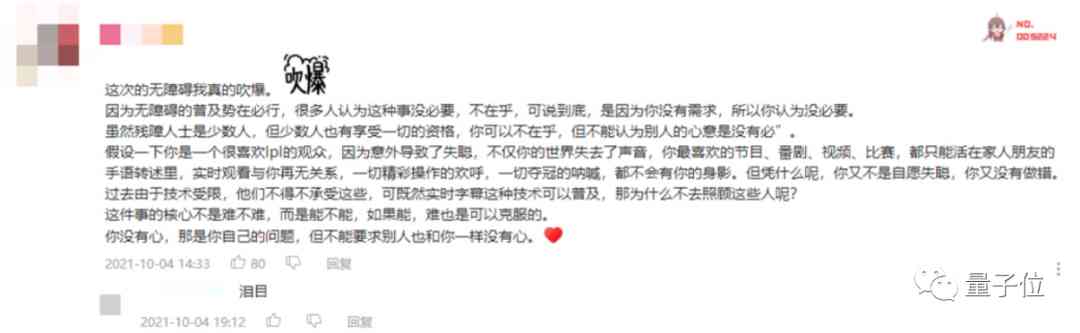 NO.
009224
这次的无障碍我真的吹爆。 吹爆
因为无障碍的普及势在必行，很多人认为这种事没必要，不在乎，可说到底，是因为你没有需求，所以你认为没必要。
虽然残障人士是少数人，但少数人也有享受一切的资格，你可以不在乎，但不能认为别人的心意是没有必”。
假设一下你是一个很喜欢lpl的观众，因为意外导致了失聪，不仅你的世界失去了声音，你最喜欢的节目、番剧、视频、比赛，都只能活在家人朋友的
手语转述里，实时观看与你再无关系，一切精彩操作的欢呼，一切夺冠的呐喊，都不会有你的身影。但凭什么呢，你又不是自愿失聪，你又没有做错。
过去由于技术受限，他们不得不承受这些，可既然实时字幕这种技术可以普及，那为什么不去照顾这些人呢？
这件事的核心不是难不难，而是能不能，如果能，难也是可以克服的。
你没有心，那是你自己的问题，但不能要求别人也和你一样没有心。
2021-10-04 14:33 80 回复
泪目
2021-10-04 19:12 回复
量子位